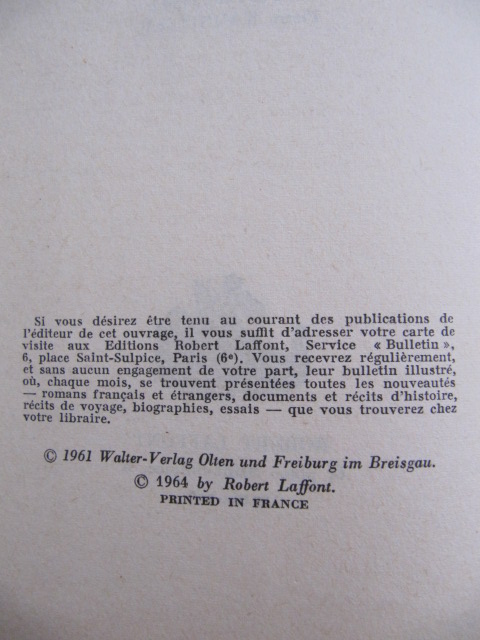 Si vous désirez être tenu au courant des publications de
l'éditeur de cet ouvrage, il vous suffit d'adresser votre carte de
visite aux Editions Robert Laffont, Service « Bulletin »,
6, place Saint-Sulpice, Paris (6e). Vous recevrez régulièrement,
et sans aucun engagement de votre part, leur bulletin illustré,
où, chaque mois, se trouvent présentées toutes les nouveautés
— romans français et étrangers, documents et récits d'histoire,
récits de voyage, biographies, essais — que vous trouverez chez
votre libraire.
© 1961 Walter-Verlag Olten und Freiburg im Breisgau.
© 1964 by Robert Laffont.
PRINTED IN FRANCE